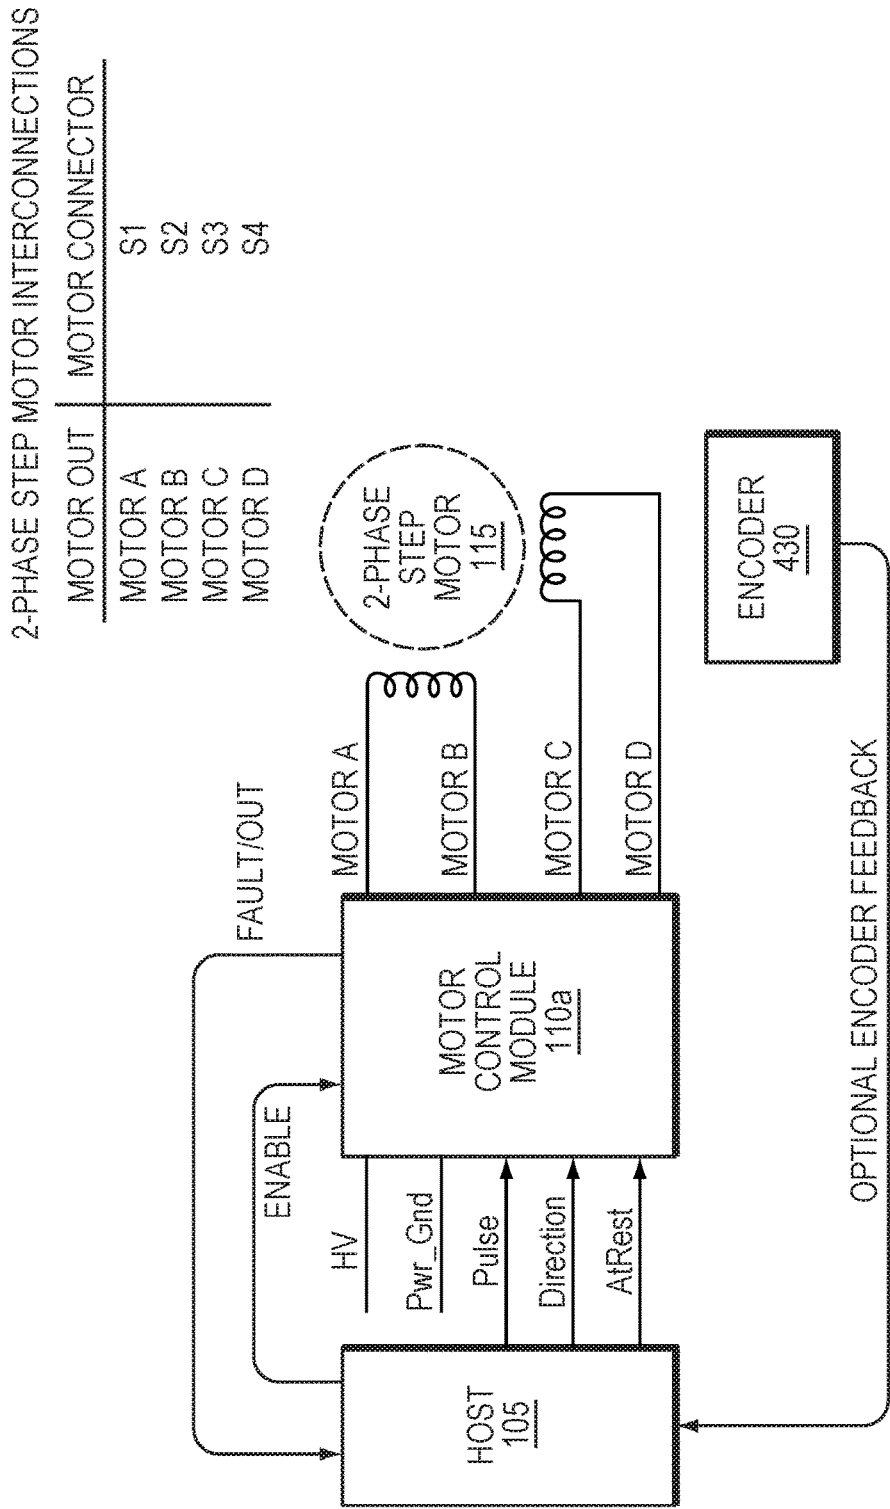 2-PHASE STEP MOTOR INTERCONNECTIONS
MOTOR OUT MOTOR CONNECTOR
MOTOR A S1
MOTOR B S2
MOTOR C S3
MOTOR D S4
FAULT/OUT
ENABLE
HV
Pwr_Gnd
Pulse
Direction
AtRest
HOST
105
MOTOR
CONTROL
MODULE
110a
MOTOR A
MOTOR B
MOTOR C
MOTOR D
2-PHASE
STEP
MOTOR
115
ENCODER
430
OPTIONAL ENCODER FEEDBACK